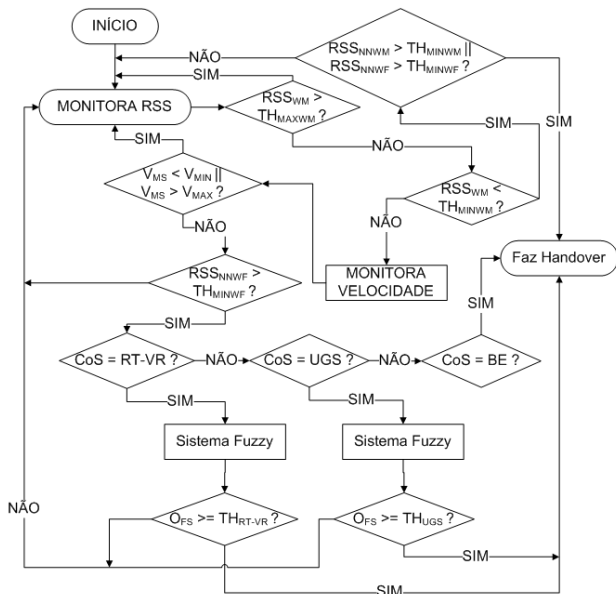 INÍCIO
NÃO
RSSNNWM > THMINWM ||
RSSNNWF > THMINWF ?
SIM
MONITORA RSS
RSSWM >
THMAXWM ?
SIM
SIM
SIM
NÃO
VMS < VMIN ||
VMS > VMAX ?
RSSWM <
THMINWM ?
NÃO
NÃO
Faz Handover
RSSNNWF >
THMINWF ?
MONITORA
VELOCIDADE
SIM
SIM
CoS = RT-VR ?
NÃO
CoS = UGS ?
NÃO
CoS = BE ?
SIM
SIM
Sistema Fuzzy
Sistema Fuzzy
NÃO
OFS >= THRT-VR ?
OFS >= THUGS ?
SIM
SIM